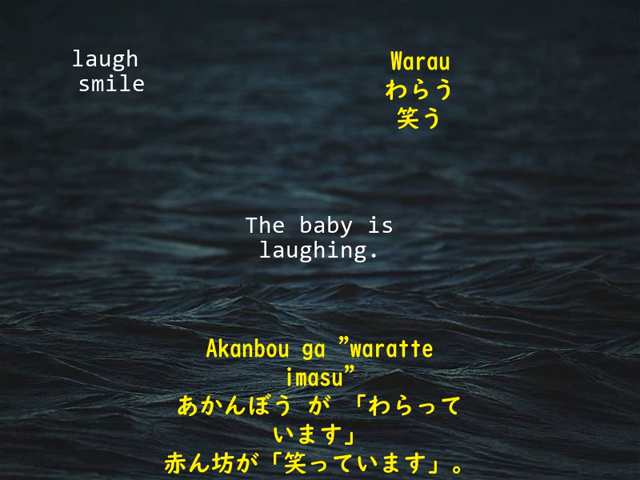 laugh
smile
Warau
わらう
笑う
The baby is
laughing.
Akanbou ga ”waratte
imasu”
あかんぼう が 「わらって
います」
赤ん坊が「笑っています」。